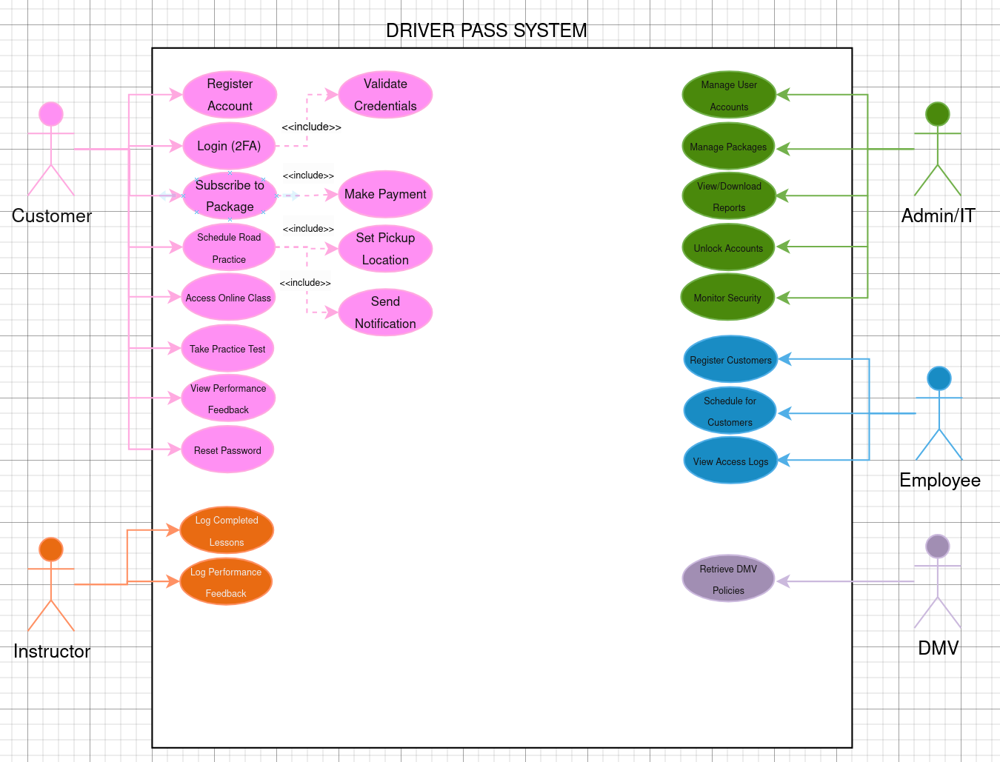 DRIVER PASS SYSTEM
Register
Account
Validate
Credentials
<<include>>
Login (2FA)
<<include>>
Subscribe to
Package
Make Payment
Customer
<<include>>
Schedule Road
Practice
Set Pickup
Location
<<include>>
Access Online Class
Send
Notification
Take Practice Test
View Performance
Feedback
Reset Password
Log Completed
Lessons
Log Performance
Feedback
Instructor
Manage User
Accounts
Manage Packages
View/Download
Reports
Admin/IT
Unlock Accounts
Monitor Security
Register Customers
Schedule for
Customers
View Access Logs
Employee
Retrieve DMV
Policies
DMV